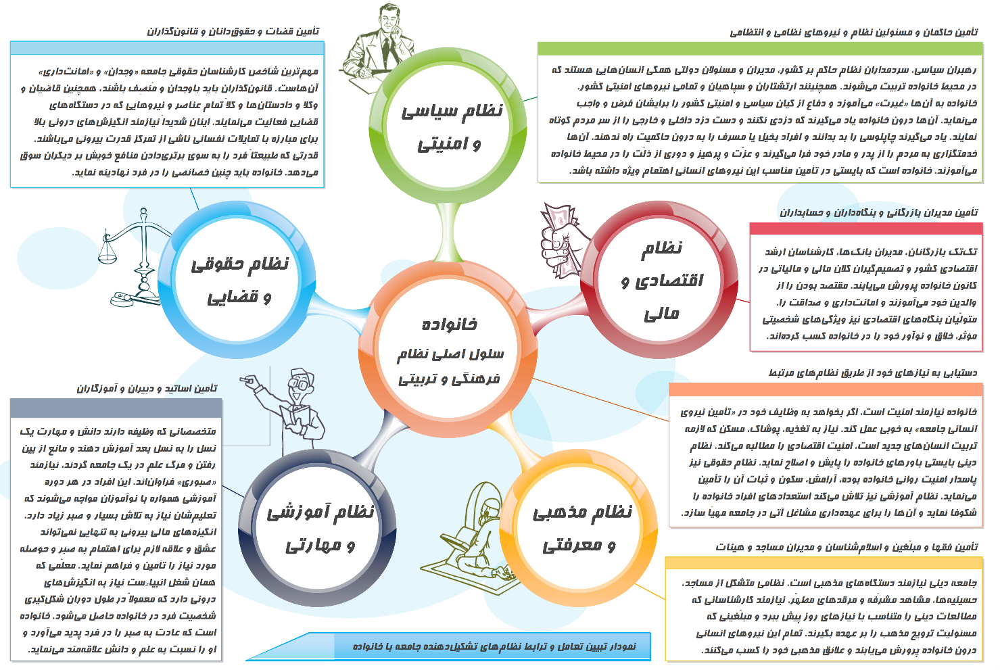 تأمین حاکمان و مسئولین نظام و نیروهای نظامی و انتظامی
رهبران سیاسی، سردمداران نظام حاکم بر کشور، مدیران و مسئولان دولتی همگی انسان‌هایی هستند که
در محیط خانواده تربیت می‌شوند. همچنینند ارتشتاران و سپاهیان و تمامی نیروهای امنیتی کشور.
خانواده به آن‌ها «غیرت» می‌آموزد و دفاع از کیان سیاسی و امنیتی کشور را برایشان فرض و واجب
می‌نماید. آن‌ها درون خانواده یاد می‌گیرند که دزدی نکنند و دست دزد داخلی و خارجی را از سر مردم کوتاه
نمایند. یاد می‌گیرند چاپلوسی را بد بدانند و افراد بخیل یا مسرف را به درون حاکمیت راه ندهند. آن‌ها
خدمتگزاری به مردم را از پدر و مادر خود فرا می‌گیرند و عزّت و پرهیز و دوری از ذلّت را در محیط خانواده
می‌آموزند. خانواده است که بایستی در تأمین مناسب این نیروهای انسانی اهتمام ویژه داشته باشد.
تأمین قضات و حقوق‌دانان و قانون‌گذاران
مهم‌ترین شاخص کارشناسان حقوقی جامعه «وجدان» و «امانت‌داری»
آن‌هاست. قانون‌گذاران باید باوجدان و مُنصِف باشند، همچنین قاضیان و
وکلا و دادستان‌ها و کلاً تمام عناصر و نیروهایی که در دستگاه‌های
قضایی فعالیت می‌نمایند. اینان شدیداً نیازمند انگیزش‌های درونی بالا
برای مبارزه با تمایلات نفسانی ناشی از تمرکز قدرت بیرونی می‌باشند.
قدرتی که طبیعتاً فرد را به سوی برتری‌دادن منافع خویش بر دیگران سوق
می‌دهد. خانواده باید چنین خصائصی را در فرد نهادینه نماید.
نظام سیاسی
و امنیتی
تأمین مدیران بازرگانی و بنگاه‌داران و حسابداران
تک‌تک بازرگانان، مدیران بانک‌ها، کارشناسان ارشد
اقتصادی کشور و تصمیم‌گیران کلان مالی و مالیاتی در
کانون خانواده پرورش می‌یابند. مقتصد بودن را از
والدین خود می‌آموزند و امانت‌داری و صداقت را.
متولّیان بنگاه‌های اقتصادی نیز ویژگی‌های شخصیتی
مؤثر، خلاق و نوآور خود را در خانواده کسب کرده‌اند.
نظام
اقتصادی و
مالی
نظام حقوقی
و قضایی
خانواده
سلول اصلی نظام
فرهنگی و تربیتی
دستیابی به نیازهای خود از طریق نظام‌های مرتبط
خانواده نیازمند امنیت است. اگر بخواهد به وظایف خود در «تأمین نیروی
انسانی جامعه» به خوبی عمل کند. نیاز به تغذیه، پوشاک، مسکن که لازمه
تربیت انسان‌های جدید است، امنیت اقتصادی را مطالبه می‌کند. نظام
دینی بایستی باورهای خانواده را پایش و اصلاح نماید. نظام حقوقی نیز
پاسدار امنیت روانی خانواده بوده، آرامش، سکون و ثبات آن را تأمین
می‌نماید. نظام آموزشی نیز تلاش می‌کند استعدادهای افراد خانواده را
شکوفا نماید و آن‌ها را برای عهده‌داری مشاغل آتی در جامعه مهیّا سازد.
تأمین اساتید و دبیران و آموزگاران
متخصصانی که وظیفه دارند دانش و مهارت یک
نسل را به نسل بعد آموزش دهند و مانع از بین
رفتن و مرگ علم در یک جامعه گردند، نیازمند
«صبوری» فراوان‌اند. این افراد در هر دوره
آموزشی همواره با نوآموزان مواجه می‌شوند که
تعلیم‌شان نیاز به تلاش بسیار و صبر زیاد دارد.
انگیزه‌های مالی بیرونی به تنهایی نمی‌تواند
عشق و علاقه لازم برای اهتمام به صبر و حوصله
مورد نیاز را تأمین و فراهم نماید. معلّمی که
همان شغل انبیاءست نیاز به انگیزش‌های
درونی دارد که معمولاً در طول دوران شکل‌گیری
شخصیت فرد در خانواده حاصل می‌شود. خانواده
است که عادت به صبر را در فرد پدید می‌آورد و
او را نسبت به علم و دانش علاقه‌مند می‌نماید.
نظام مذهبی
و معرفتی
نظام آموزشی
و مهارتی
تأمین فقها و مبلّغین و اسلام‌شناسان و مدیران مساجد و هیئات
جامعه دینی نیازمند دستگاه‌های مذهبی است. نظامی متشکل از مساجد،
حسینیه‌ها، مشاهد مشرّفه و مرقدهای مطهّر، نیازمند کارشناسانی که
مطالعات دینی را متناسب با نیازهای روز پیش ببرد و مبلّغینی که
مسئولیت ترویج مذهب را بر عهده بگیرند. تمام این نیروهای انسانی
درون خانواده پرورش می‌یابند و علائق مذهبی خود را کسب می‌کنند.
نمودار تبیین تعامل و ترابط نظام‌های تشکیل‌دهنده جامعه با خانواده